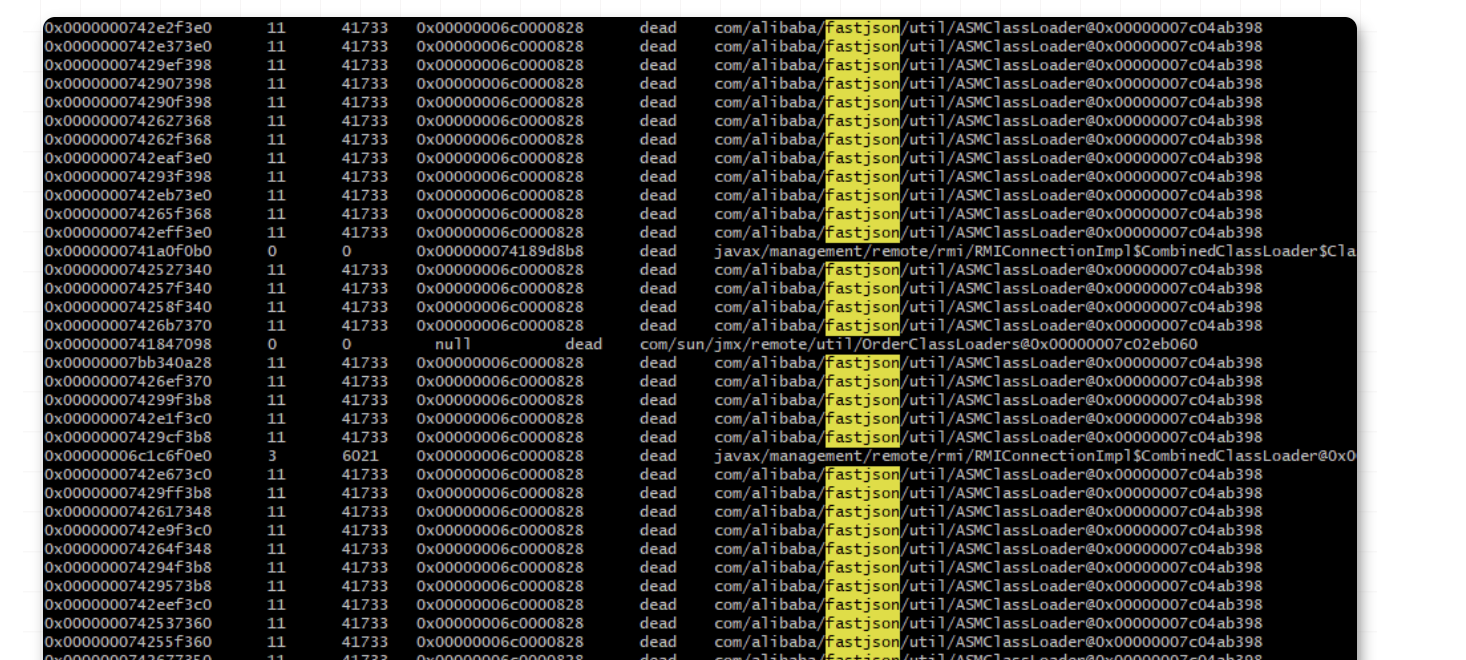 0x0000000742e2f3e0 11 41733 0x00000006c0000828 dead com/alibaba/fastjson/util/ASMClassLoader@0x00000007c04ab398
0x0000000742e373e0 11 41733 0x00000006c0000828 dead com/alibaba/fastjson/util/ASMClassLoader@0x00000007c04ab398
0x00000007429ef398 11 41733 0x00000006c0000828 dead com/alibaba/fastjson/util/ASMClassLoader@0x00000007c04ab398
0x0000000742907398 11 41733 0x00000006c0000828 dead com/alibaba/fastjson/util/ASMClassLoader@0x00000007c04ab398
0x000000074290f398 11 41733 0x00000006c0000828 dead com/alibaba/fastjson/util/ASMClassLoader@0x00000007c04ab398
0x0000000742627368 11 41733 0x00000006c0000828 dead com/alibaba/fastjson/util/ASMClassLoader@0x00000007c04ab398
0x000000074262f368 11 41733 0x00000006c0000828 dead com/alibaba/fastjson/util/ASMClassLoader@0x00000007c04ab398
0x0000000742eaf3e0 11 41733 0x00000006c0000828 dead com/alibaba/fastjson/util/ASMClassLoader@0x00000007c04ab398
0x000000074293f398 11 41733 0x00000006c0000828 dead com/alibaba/fastjson/util/ASMClassLoader@0x00000007c04ab398
0x0000000742eb73e0 11 41733 0x00000006c0000828 dead com/alibaba/fastjson/util/ASMClassLoader@0x00000007c04ab398
0x000000074265f368 11 41733 0x00000006c0000828 dead com/alibaba/fastjson/util/ASMClassLoader@0x00000007c04ab398
0x0000000742eff3e0 11 41733 0x00000006c0000828 dead com/alibaba/fastjson/util/ASMClassLoader@0x00000007c04ab398
0x0000000741a0f0b0 0 0 0x000000074189d8b8 dead javax/management/remote/rmi/RMIConnectionImpl$CombinedClassLoader$Cla
0x0000000742527340 11 41733 0x00000006c0000828 dead com/alibaba/fastjson/util/ASMClassLoader@0x00000007c04ab398
0x000000074257f340 11 41733 0x00000006c0000828 dead com/alibaba/fastjson/util/ASMClassLoader@0x00000007c04ab398
0x000000074258f340 11 41733 0x00000006c0000828 dead com/alibaba/fastjson/util/ASMClassLoader@0x00000007c04ab398
0x00000007426b7370 11 41733 0x00000006c0000828 dead com/alibaba/fastjson/util/ASMClassLoader@0x00000007c04ab398
0x0000000741847098 0 0 null dead com/sun/jmx/remote/util/OrderClassLoaders@0x00000007c02eb060
0x00000007bb340a28 11 41733 0x00000006c0000828 dead com/alibaba/fastjson/util/ASMClassLoader@0x00000007c04ab398
0x00000007426ef370 11 41733 0x00000006c0000828 dead com/alibaba/fastjson/util/ASMClassLoader@0x00000007c04ab398
0x000000074299f3b8 11 41733 0x00000006c0000828 dead com/alibaba/fastjson/util/ASMClassLoader@0x00000007c04ab398
0x0000000742e1f3c0 11 41733 0x00000006c0000828 dead com/alibaba/fastjson/util/ASMClassLoader@0x00000007c04ab398
0x00000007429cf3b8 11 41733 0x00000006c0000828 dead com/alibaba/fastjson/util/ASMClassLoader@0x00000007c04ab398
0x00000006c1c6f0e0 3 6021 0x00000006c0000828 dead javax/management/remote/rmi/RMIConnectionImpl$CombinedClassLoader@0x0
0x0000000742e673c0 11 41733 0x00000006c0000828 dead com/alibaba/fastjson/util/ASMClassLoader@0x00000007c04ab398
0x00000007429ff3b8 11 41733 0x00000006c0000828 dead com/alibaba/fastjson/util/ASMClassLoader@0x00000007c04ab398
0x0000000742617348 11 41733 0x00000006c0000828 dead com/alibaba/fastjson/util/ASMClassLoader@0x00000007c04ab398
0x0000000742e9f3c0 11 41733 0x00000006c0000828 dead com/alibaba/fastjson/util/ASMClassLoader@0x00000007c04ab398
0x000000074264f348 11 41733 0x00000006c0000828 dead com/alibaba/fastjson/util/ASMClassLoader@0x00000007c04ab398
0x000000074294f3b8 11 41733 0x00000006c0000828 dead com/alibaba/fastjson/util/ASMClassLoader@0x00000007c04ab398
0x00000007429573b8 11 41733 0x00000006c0000828 dead com/alibaba/fastjson/util/ASMClassLoader@0x00000007c04ab398
0x0000000742eef3c0 11 41733 0x00000006c0000828 dead com/alibaba/fastjson/util/ASMClassLoader@0x00000007c04ab398
0x0000000742537360 11 41733 0x00000006c0000828 dead com/alibaba/fastjson/util/ASMClassLoader@0x00000007c04ab398
0x000000074255f360 11 41733 0x00000006c0000828 dead com/alibaba/fastjson/util/ASMClassLoader@0x00000007c04ab398